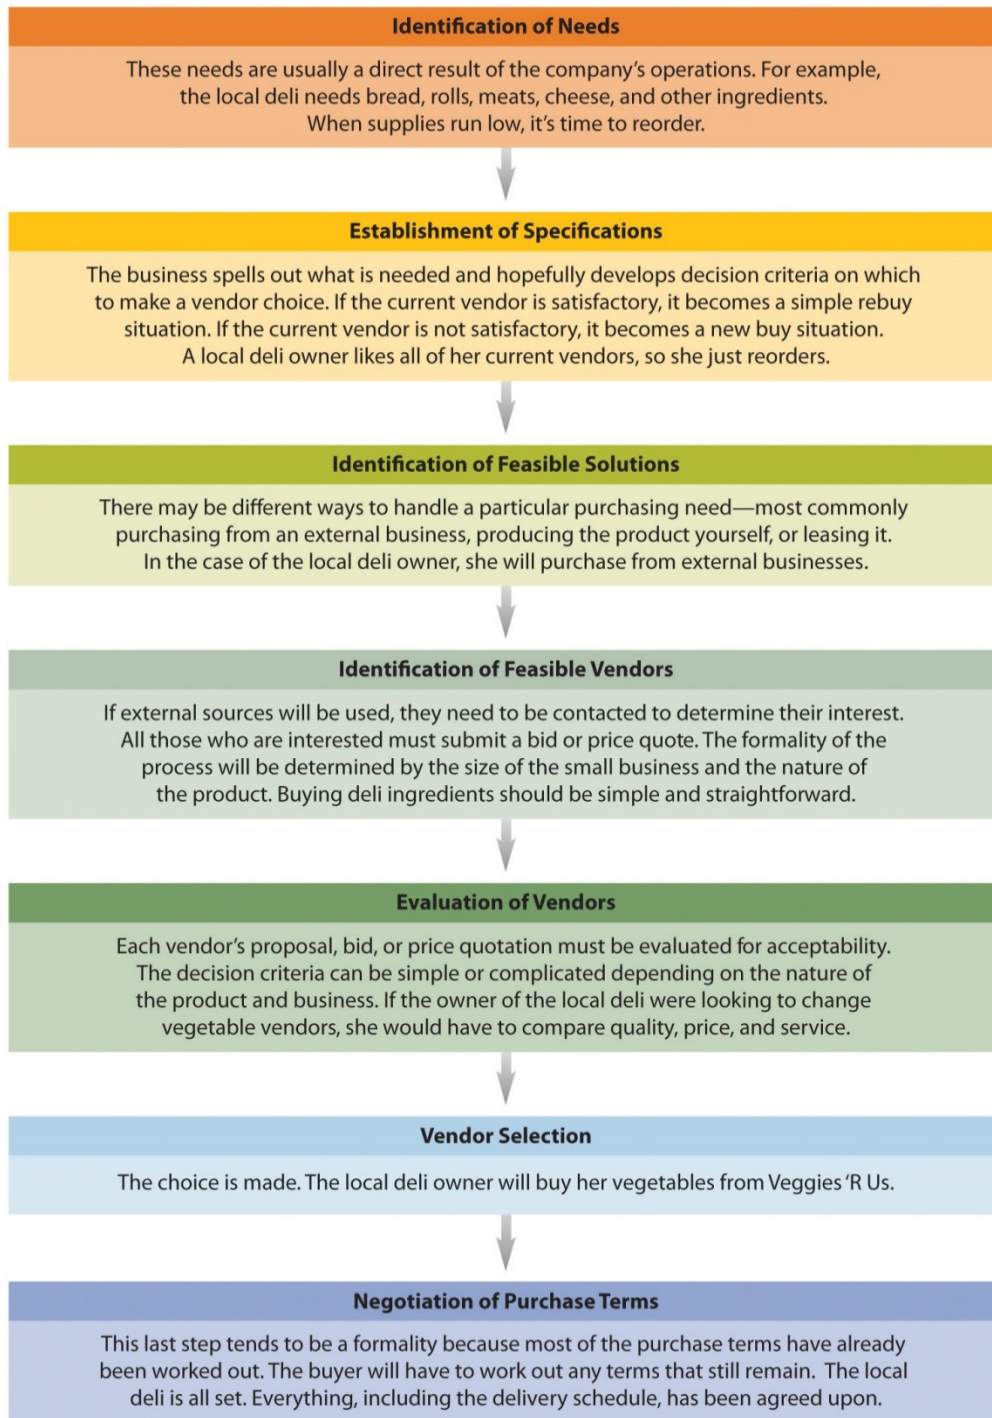 Identification of Needs
These needs are usually a direct result of the company’s operations. For example,
the local deli needs bread, rolls, meats, cheese, and other ingredients.
When supplies run low, it’s time to reorder.
Establishment of Specifications
The business spells out what is needed and hopefully develops decision criteria on which
to make a vendor choice. If the current vendor is satisfactory, it becomes a simple rebuy
situation. If the current vendor is not satisfactory, it becomes a new buy situation.
A local deli owner likes all of her current vendors, so she just reorders.
Identification of Feasible Solutions
There may be different ways to handle a particular purchasing need—most commonly
purchasing from an external business, producing the product yourself, or leasing it.
In the case of the local deli owner, she will purchase from external businesses.
Identification of Feasible Vendors
If external sources will be used, they need to be contacted to determine their interest.
All those who are interested must submit a bid or price quote. The formality of the
process will be determined by the size of the small business and the nature of
the product. Buying deli ingredients should be simple and straightforward.
Evaluation of Vendors
Each vendor’s proposal, bid, or price quotation must be evaluated for acceptability.
The decision criteria can be simple or complicated depending on the nature of
the product and business. If the owner of the local deli were looking to change
vegetable vendors, she would have to compare quality, price, and service.
Vendor Selection
The choice is made. The local deli owner will buy her vegetables from Veggies ‘R Us.
Negotiation of Purchase Terms
This last step tends to be a formality because most of the purchase terms have already
been worked out. The buyer will have to work out any terms that still remain. The local
deli is all set. Everything, including the delivery schedule, has been agreed upon.